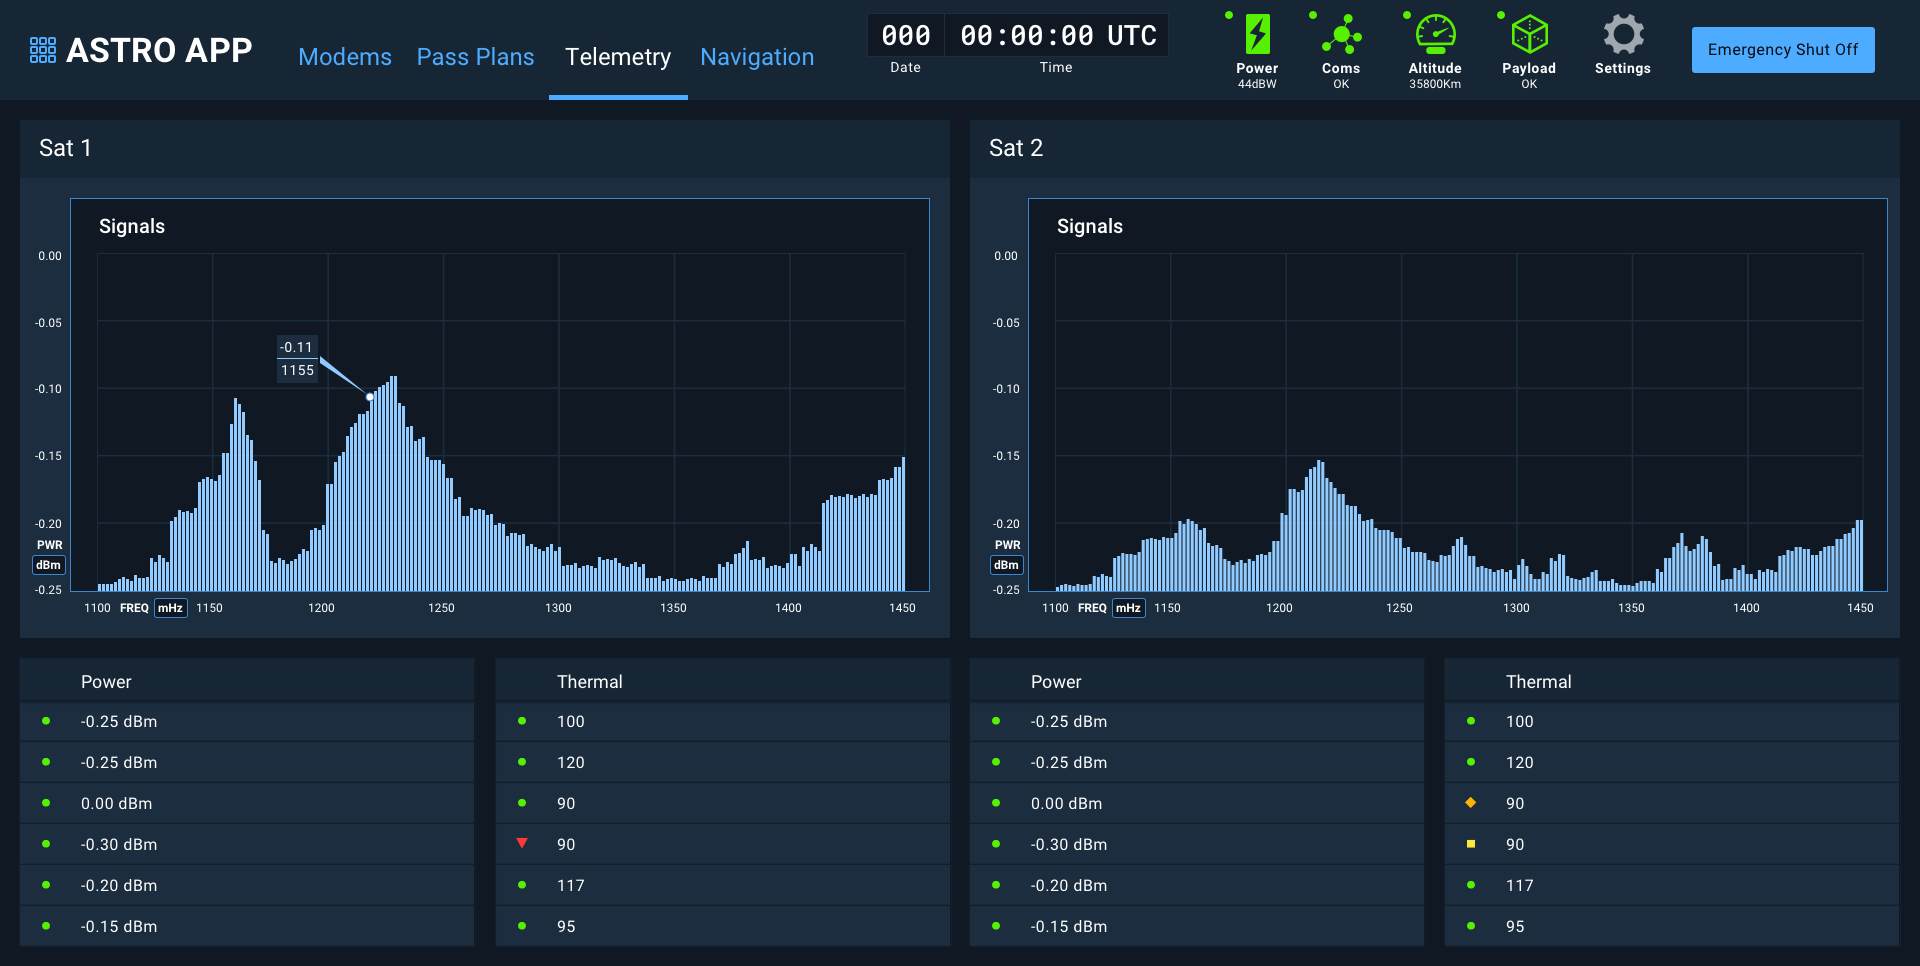 ASTRO APP
Modems Pass Plans Telemetry Navigation
000 00:00:00 UTC
Date Time
Power Coms Altitude Payload Settings
44dBW OK 35800Km OK
Emergency Shut Off
Sat 1
Signals
0.00
-0.05
-0.11
1155
-0.10
-0.15
-0.20
PWR
dBm
-0.25
1100 FREQ mHz 1150 1200 1250 1300 1350 1400 1450
Sat 2
Signals
0.00
-0.05
-0.10
-0.15
-0.20
PWR
dBm
-0.25
1100 FREQ mHz 1150 1200 1250 1300 1350 1400 1450
Power
-0.25 dBm
-0.25 dBm
0.00 dBm
-0.30 dBm
-0.20 dBm
-0.15 dBm
Thermal
100
120
90
90
117
95
Power
-0.25 dBm
-0.25 dBm
0.00 dBm
-0.30 dBm
-0.20 dBm
-0.15 dBm
Thermal
100
120
90
90
117
95